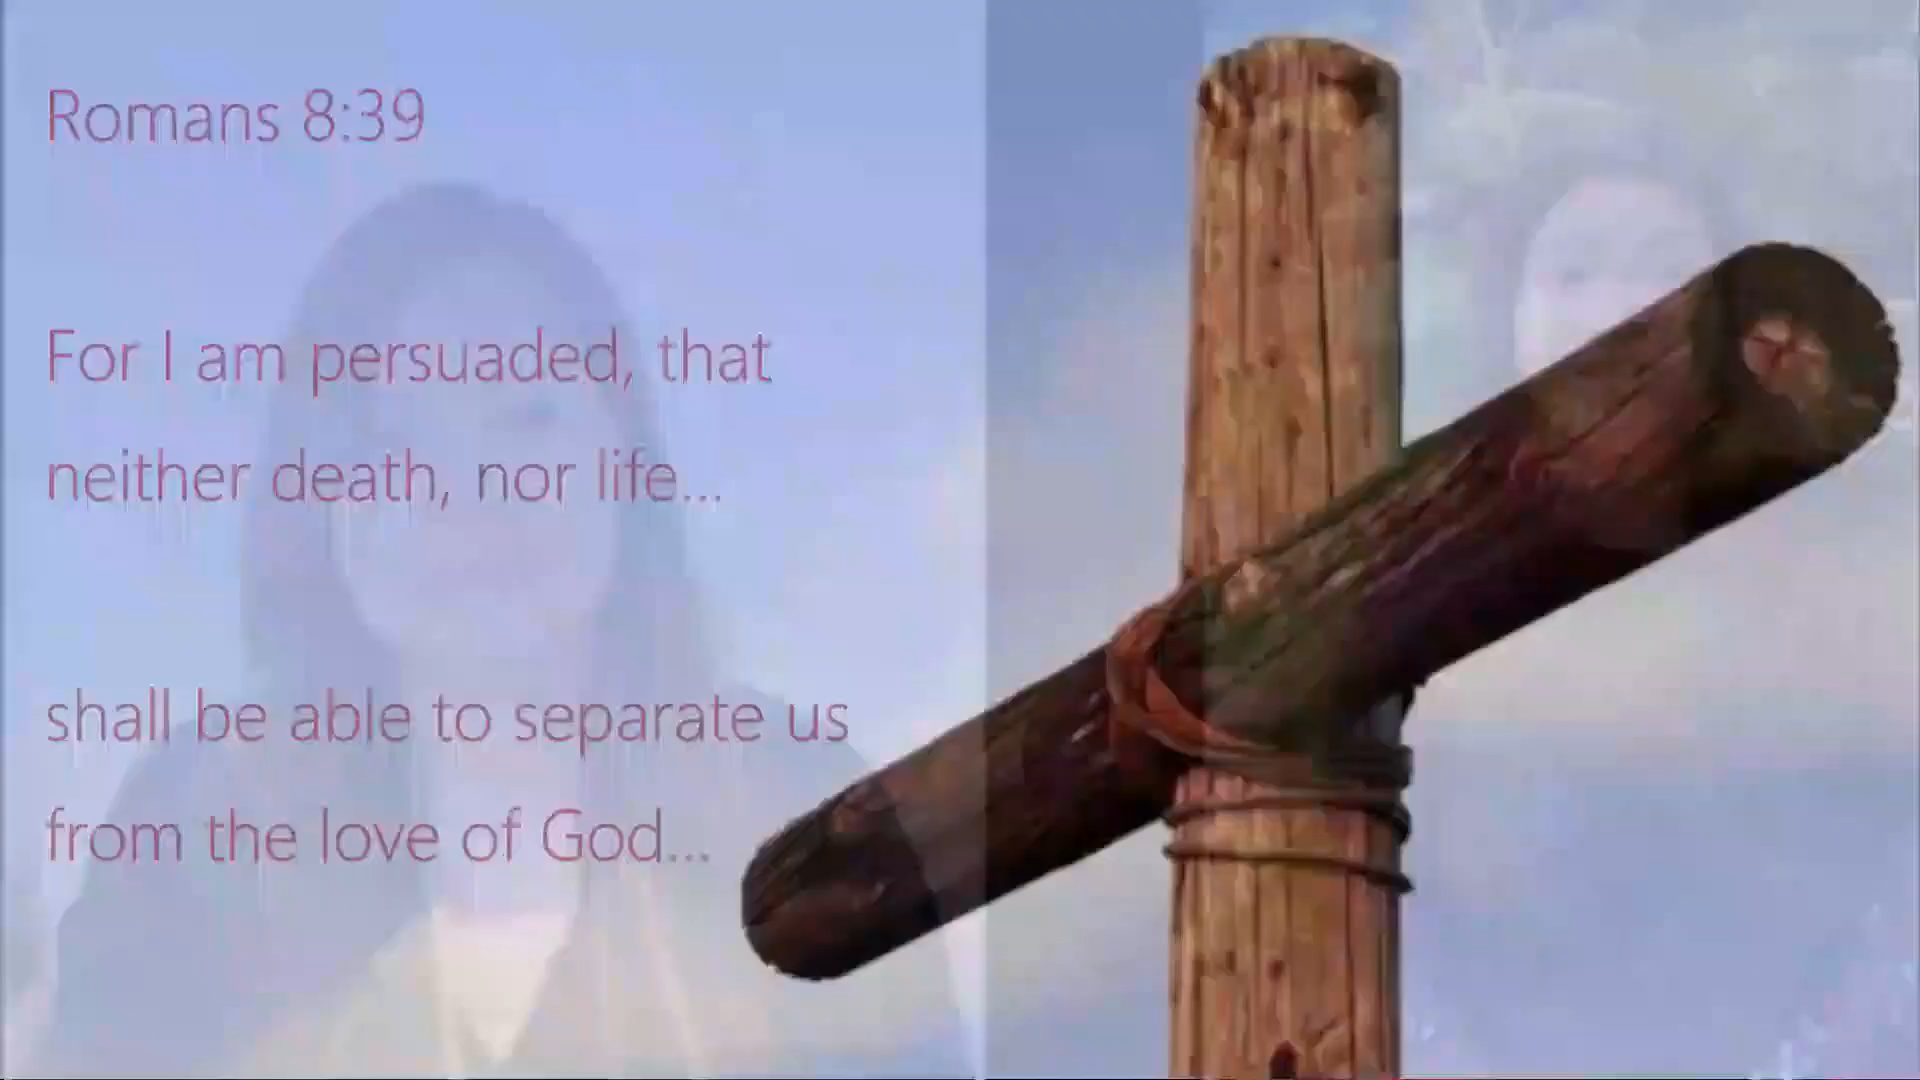 Romans 8:39
For I am persuaded, that
neither death, nor life...
shall be able to separate us
from the love of God...